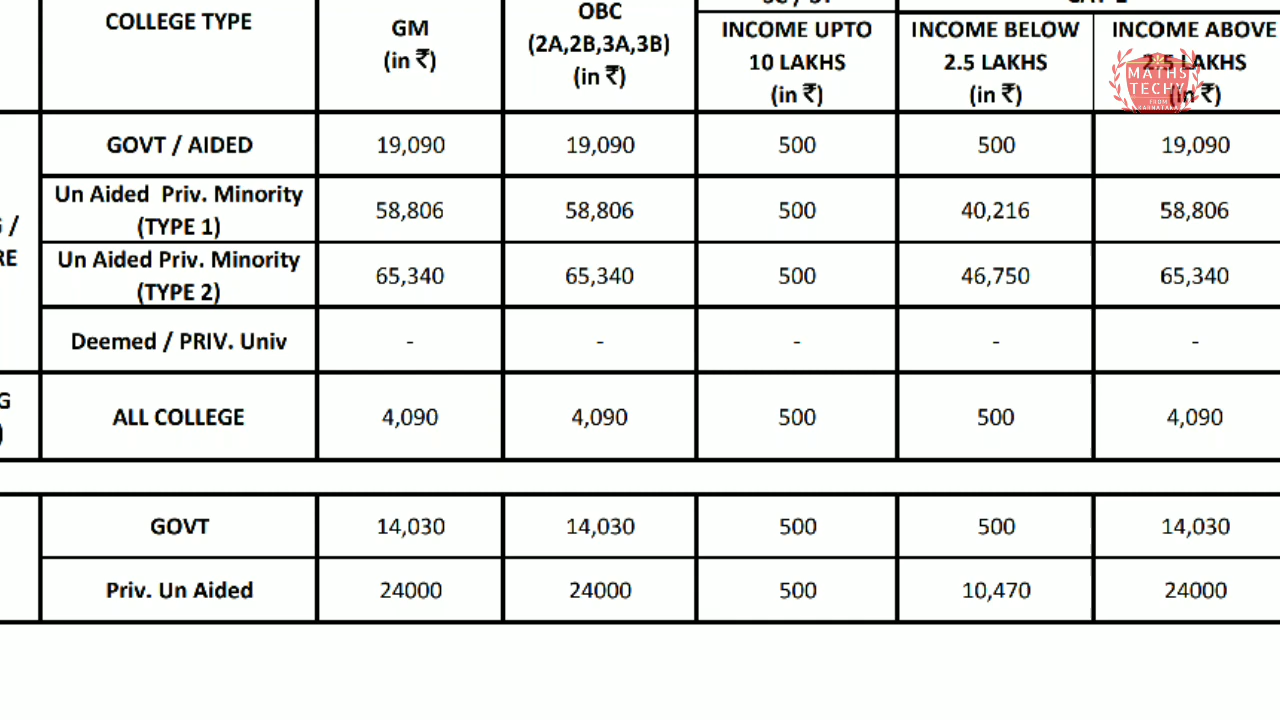 COLLEGE TYPE
GM
(in ₹)
OBC
(2A,2B,3A,3B)
(in ₹)
INCOME UPTO
10 LAKHS
(in ₹)
INCOME BELOW
2.5 LAKHS
(in ₹)
INCOME ABOVE
2.5 LAKHS
(in ₹)
MATHS
TECHY
FROM
KARNATAKA
GOVT / AIDED 19,090 19,090 500 500 19,090
Un Aided Priv. Minority
(TYPE 1) 58,806 58,806 500 40,216 58,806
Un Aided Priv. Minority
(TYPE 2) 65,340 65,340 500 46,750 65,340
Deemed / PRIV. Univ - - - - -
ALL COLLEGE 4,090 4,090 500 500 4,090
GOVT 14,030 14,030 500 500 14,030
Priv. Un Aided 24000 24000 500 10,470 24000